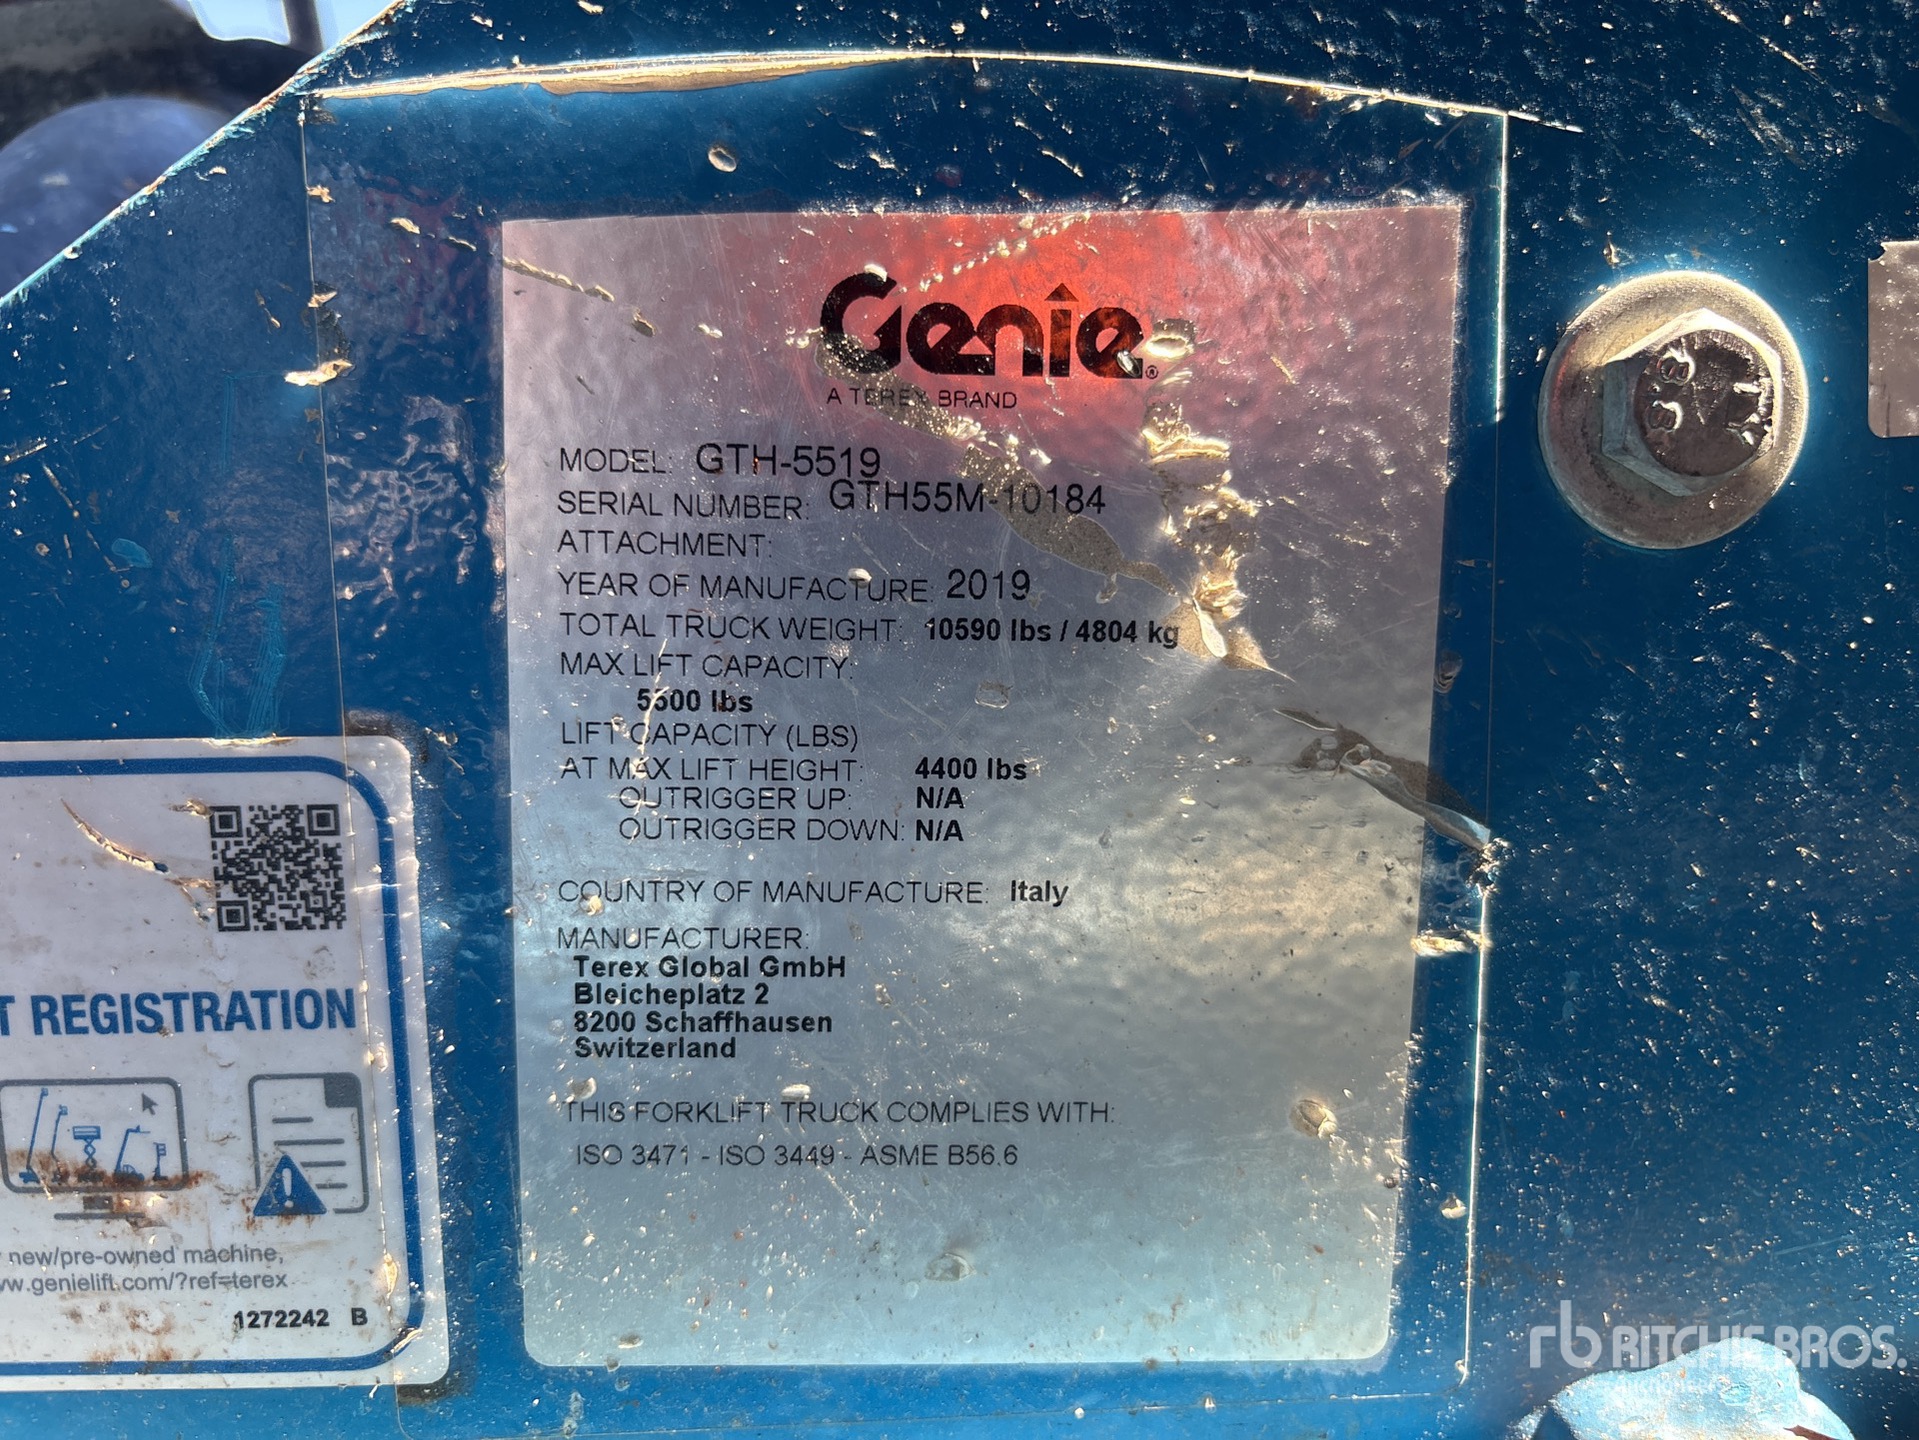 Genie®
A TEREX BRAND
MODEL: GTH-5519
SERIAL NUMBER: GTH55M-10184
ATTACHMENT:
YEAR OF MANUFACTURE: 2019
TOTAL TRUCK WEIGHT: 10590 lbs / 4804 kg
MAX LIFT CAPACITY:
5500 lbs
LIFT CAPACITY (LBS)
AT MAX LIFT HEIGHT: 4400 lbs
OUTRIGGER UP: N/A
OUTRIGGER DOWN: N/A
COUNTRY OF MANUFACTURE: Italy
MANUFACTURER:
Terex Global GmbH
Bleicheplatz 2
8200 Schaffhausen
Switzerland
THIS FORKLIFT TRUCK COMPLIES WITH:
ISO 3471 - ISO 3449 - ASME B56.6
T REGISTRATION
new/pre-owned machine,
w.genielift.com/?ref=terex
1272242 B
8.8
rb RITCHIE BROS.